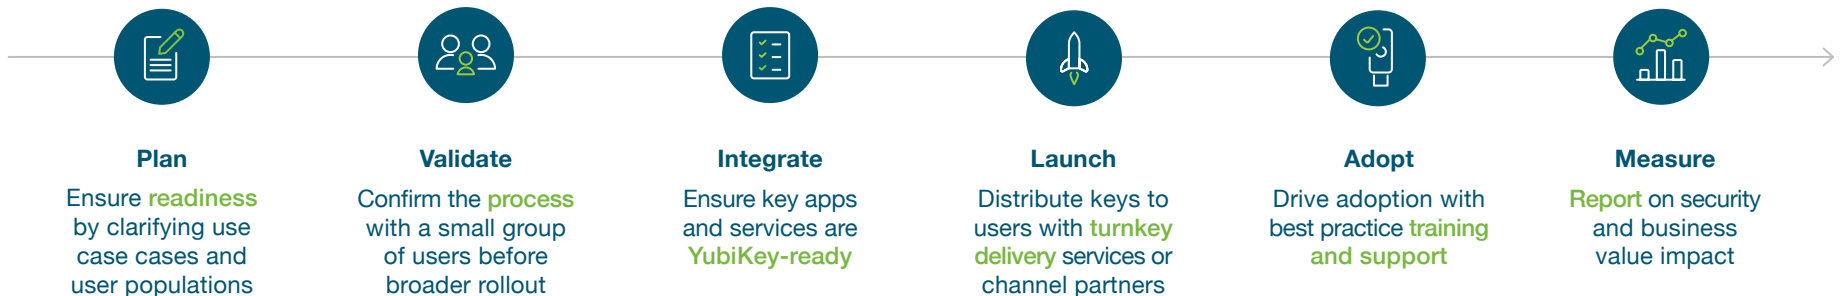 Plan
Ensure readiness
by clarifying use
case cases and
user populations
Validate
Confirm the process
with a small group
of users before
broader rollout
Integrate
Ensure key apps
and services are
YubiKey-ready
Launch
Distribute keys to
users with turnkey
delivery services or
channel partners
Adopt
Drive adoption with
best practice training
and support
Measure
Report on security
and business
value impact